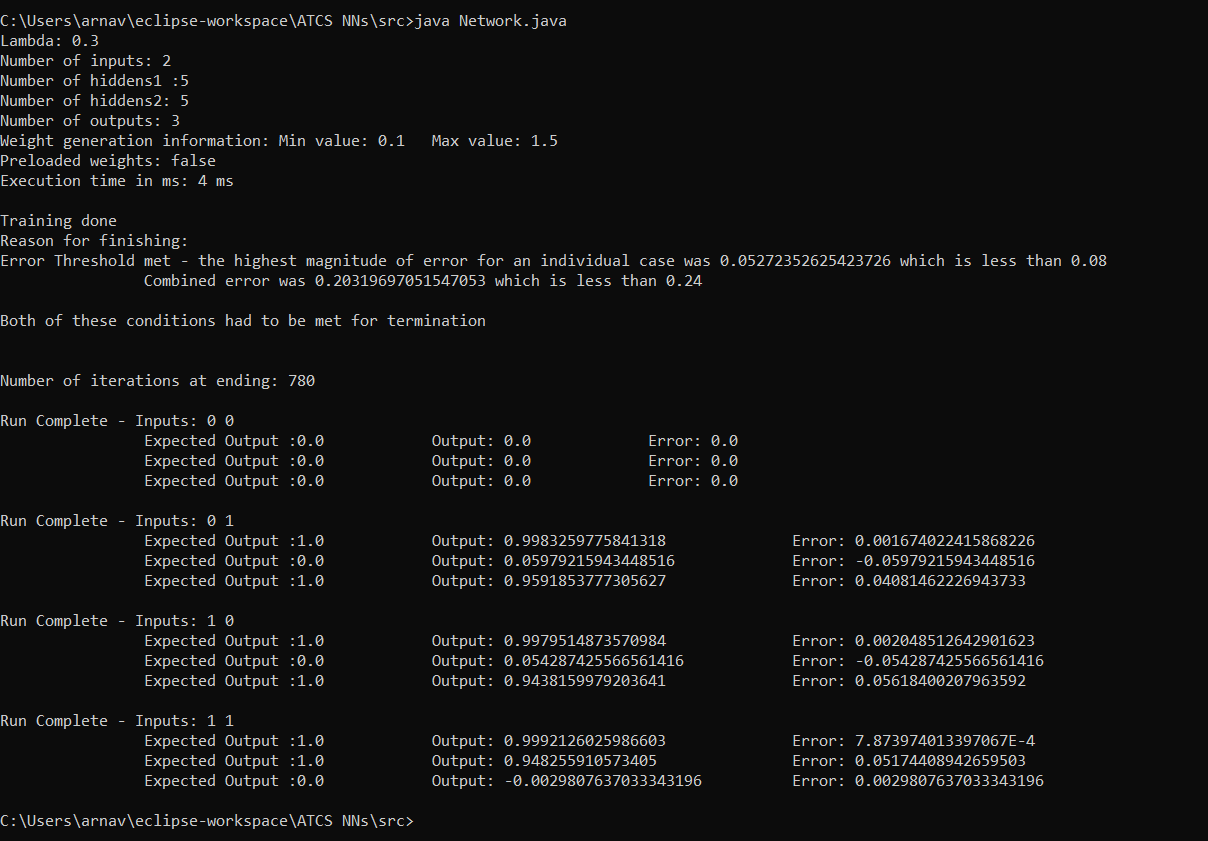 C:\Users\arnav\eclipse-workspace\ATCS NNs\src>java Network.java
Lambda: 0.3
Number of inputs: 2
Number of hiddens1 :5
Number of hiddens2: 5
Number of outputs: 3
Weight generation information: Min value: 0.1   Max value: 1.5
Preloaded weights: false
Execution time in ms: 4 ms
Training done
Reason for finishing:
Error Threshold met - the highest magnitude of error for an individual case was 0.05272352625423726 which is less than 0.08
Combined error was 0.20319697051547053 which is less than 0.24
Both of these conditions had to be met for termination
Number of iterations at ending: 780
Run Complete - Inputs: 0 0
Expected Output :0.0 Output: 0.0 Error: 0.0
Expected Output :0.0 Output: 0.0 Error: 0.0
Expected Output :0.0 Output: 0.0 Error: 0.0
Run Complete - Inputs: 0 1
Expected Output :1.0 Output: 0.9983259775841318 Error: 0.001674022415868226
Expected Output :0.0 Output: 0.05979215943448516 Error: -0.05979215943448516
Expected Output :1.0 Output: 0.9591853777305627 Error: 0.04081462226943733
Run Complete - Inputs: 1 0
Expected Output :1.0 Output: 0.9979514873570984 Error: 0.002048512642901623
Expected Output :0.0 Output: 0.054287425566561416 Error: -0.054287425566561416
Expected Output :1.0 Output: 0.9438159979203641 Error: 0.05618400207963592
Run Complete - Inputs: 1 1
Expected Output :1.0 Output: 0.9992126025986603 Error: 7.873974013397067E-4
Expected Output :1.0 Output: 0.948255910573405 Error: 0.05174408942659503
Expected Output :0.0 Output: -0.0029807637033343196 Error: 0.0029807637033343196
C:\Users\arnav\eclipse-workspace\ATCS NNs\src>